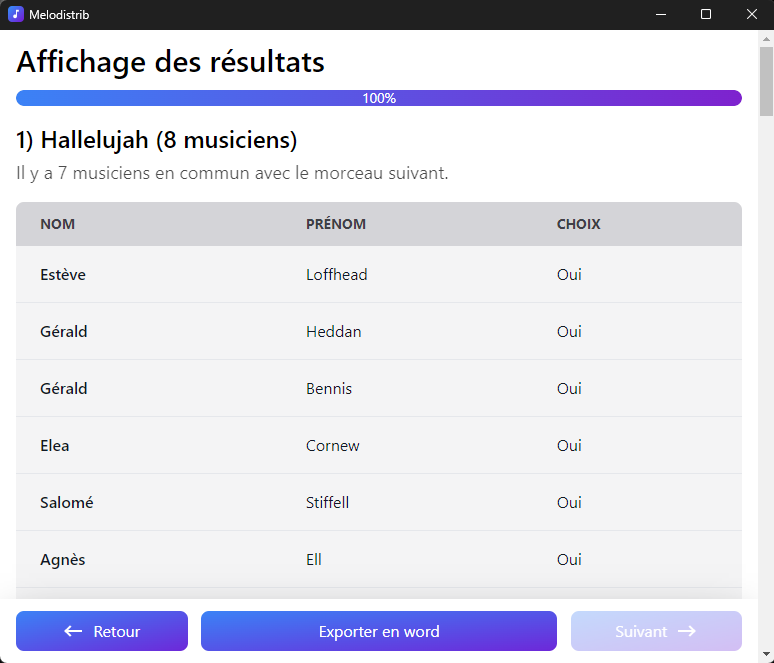 Melodistrib
Affichage des résultats
100%
1) Hallelujah (8 musiciens)
Il y a 7 musiciens en commun avec le morceau suivant.
NOM PRÉNOM CHOIX
Estève Loffhead Oui
Gérald Heddan Oui
Gérald Bennis Oui
Elea Cornew Oui
Salomé Stiffell Oui
Agnès Ell Oui
← Retour Exporter en word Suivant →